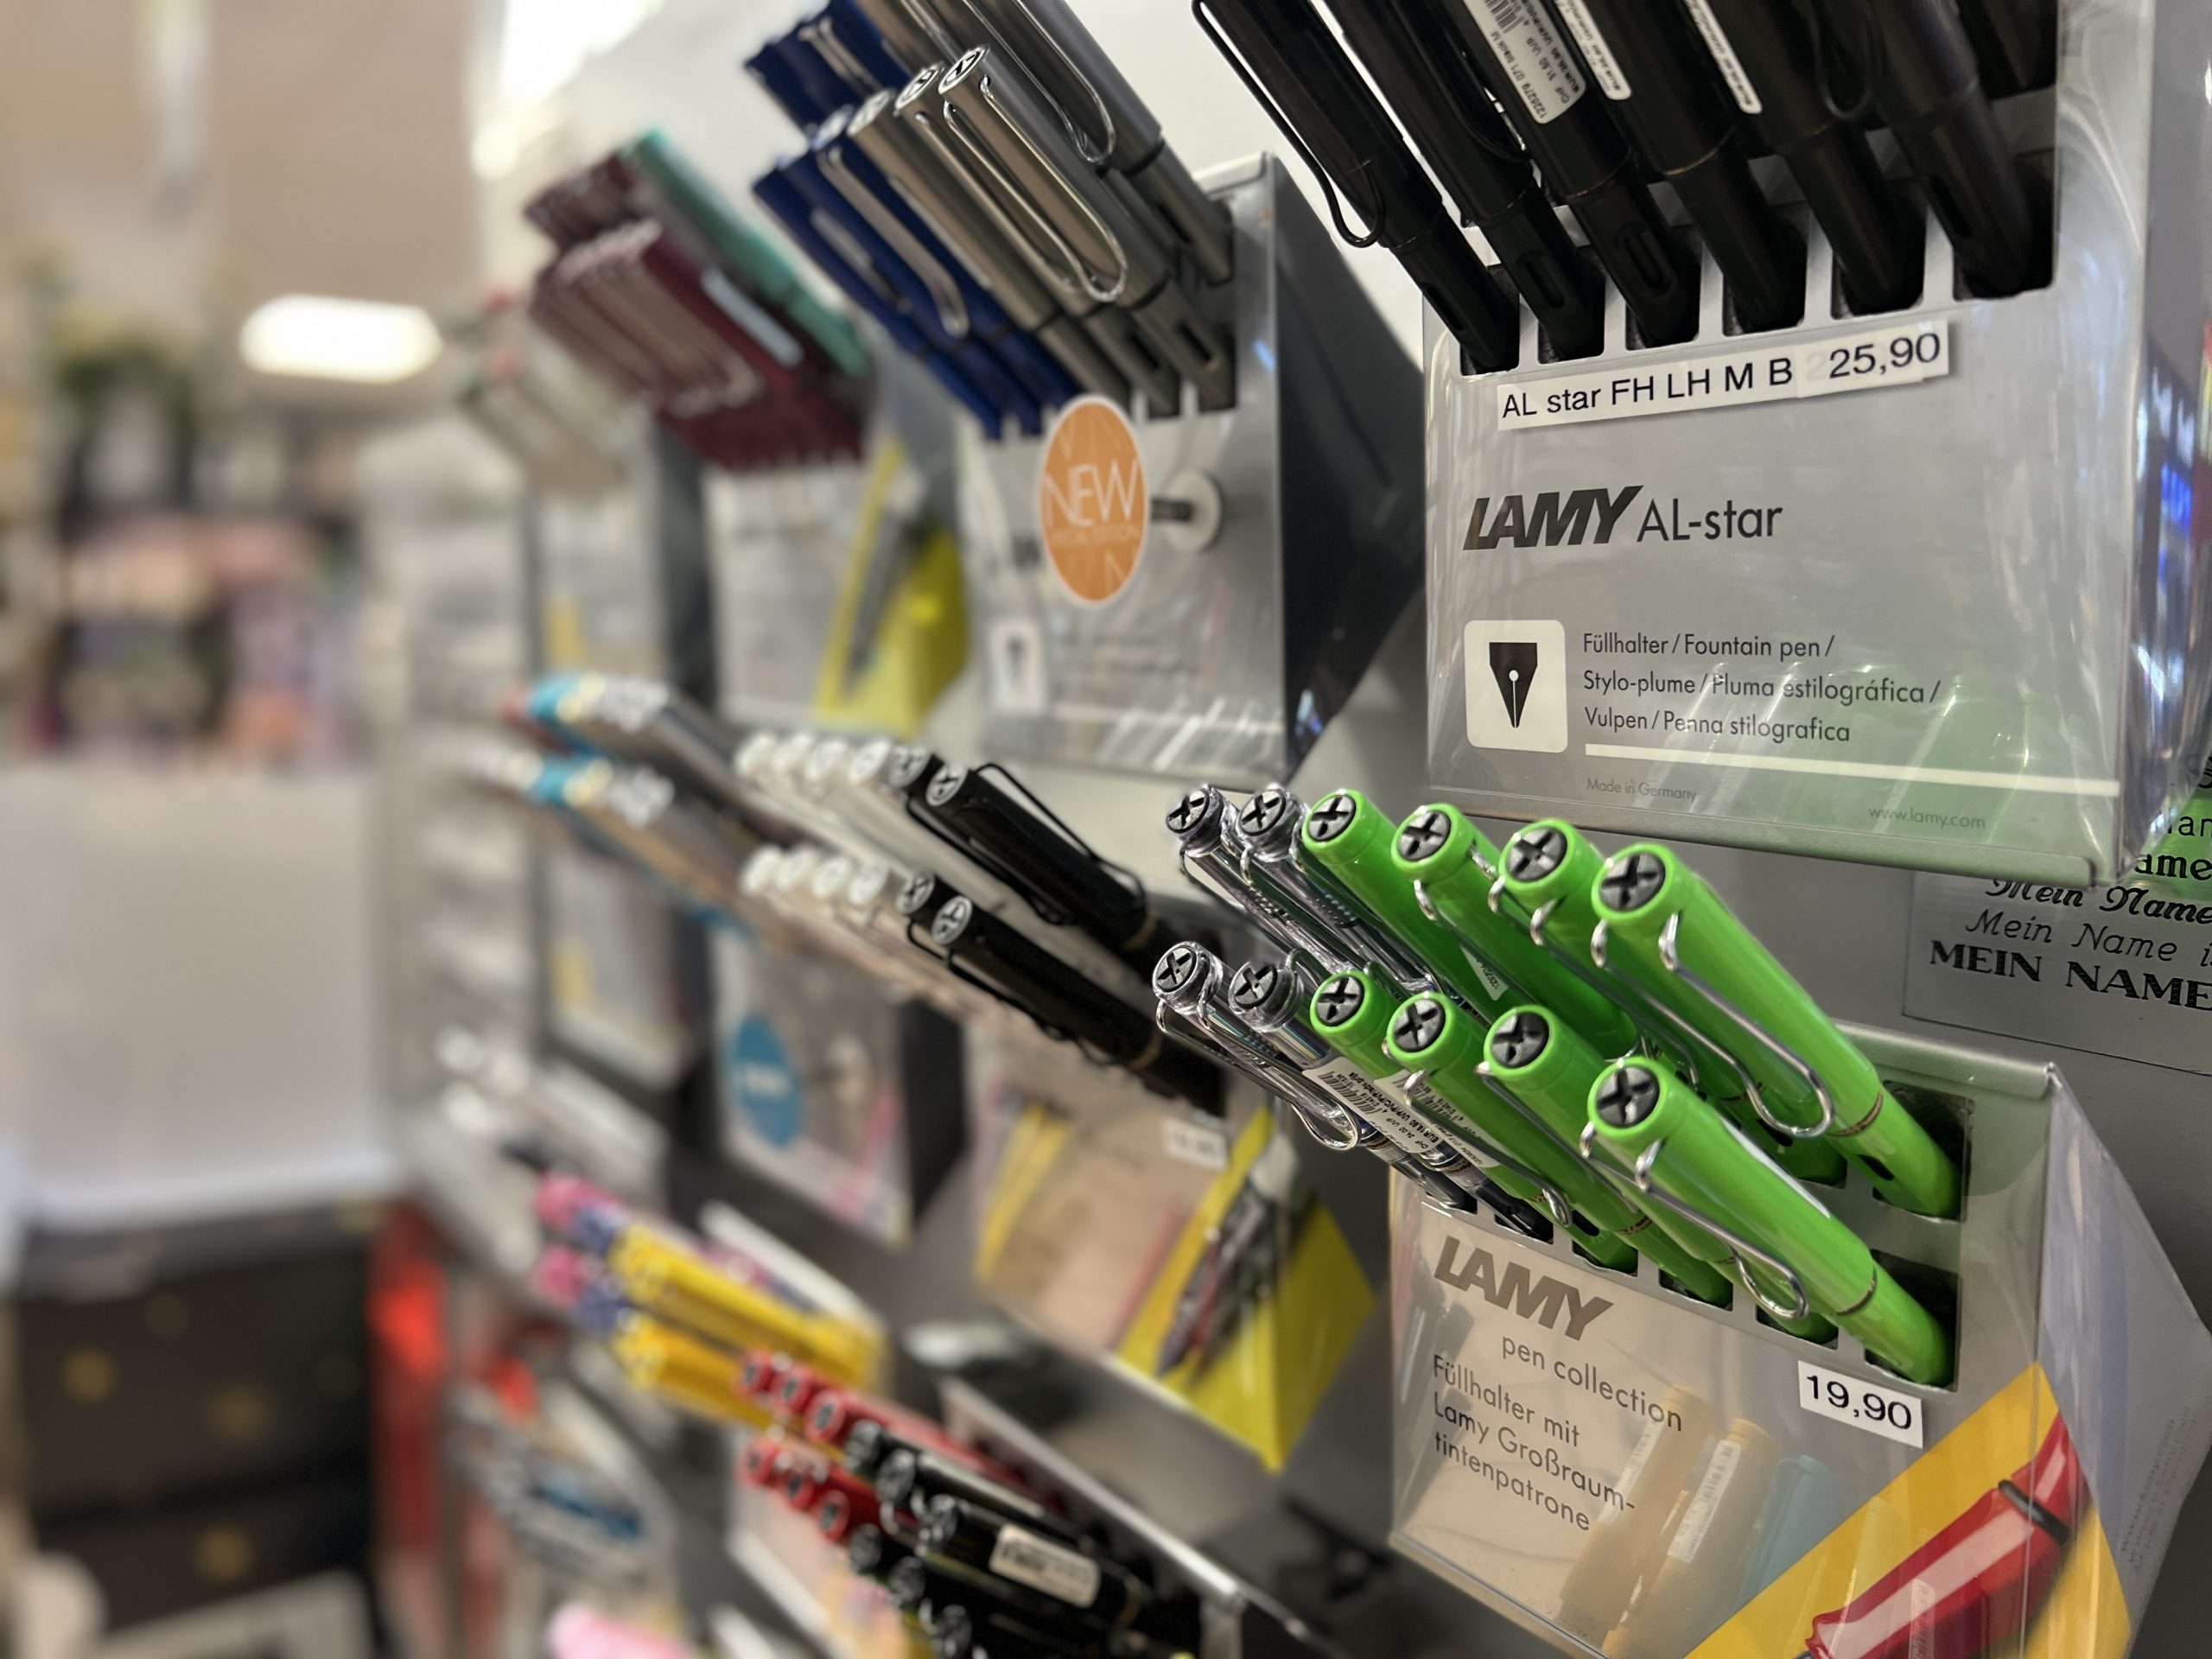 AL star FH LH M B 25,90
LAMY AL-star
Füllhalter / Fountain pen /
Stylo-plume / Pluma estilográfica /
Vulpen / Penna stilografica
Made in Germany
www.lamy.com
NEW
Mein Name
Mein Name
MEIN NAME
LAMY
pen collection
Füllhalter mit
Lamy Großraum-
tintenpatrone
19,90